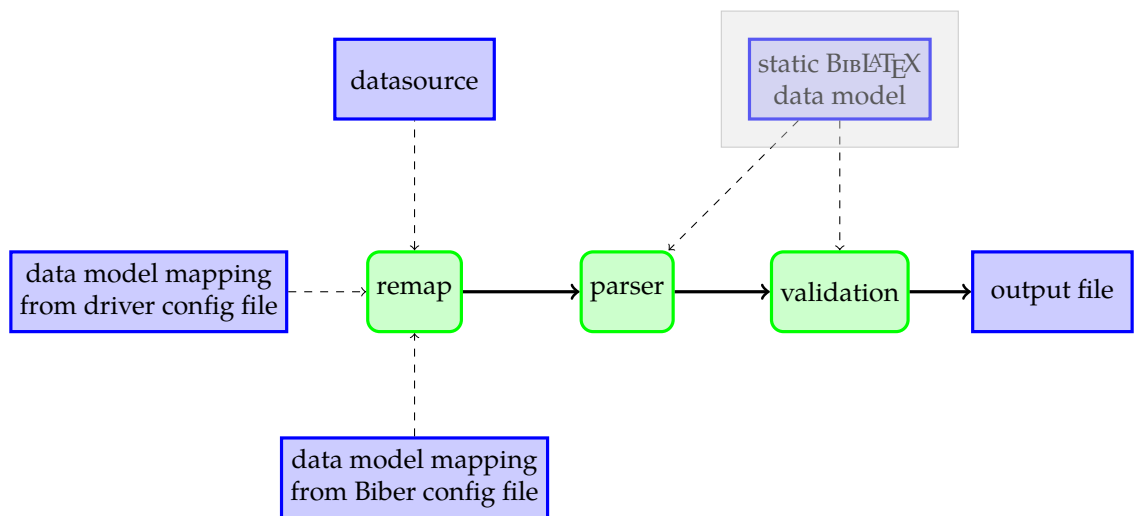 datasource
static BIBLATEX
data model
data model mapping
from driver config file
remap
parser
validation
output file
data model mapping
from Biber config file